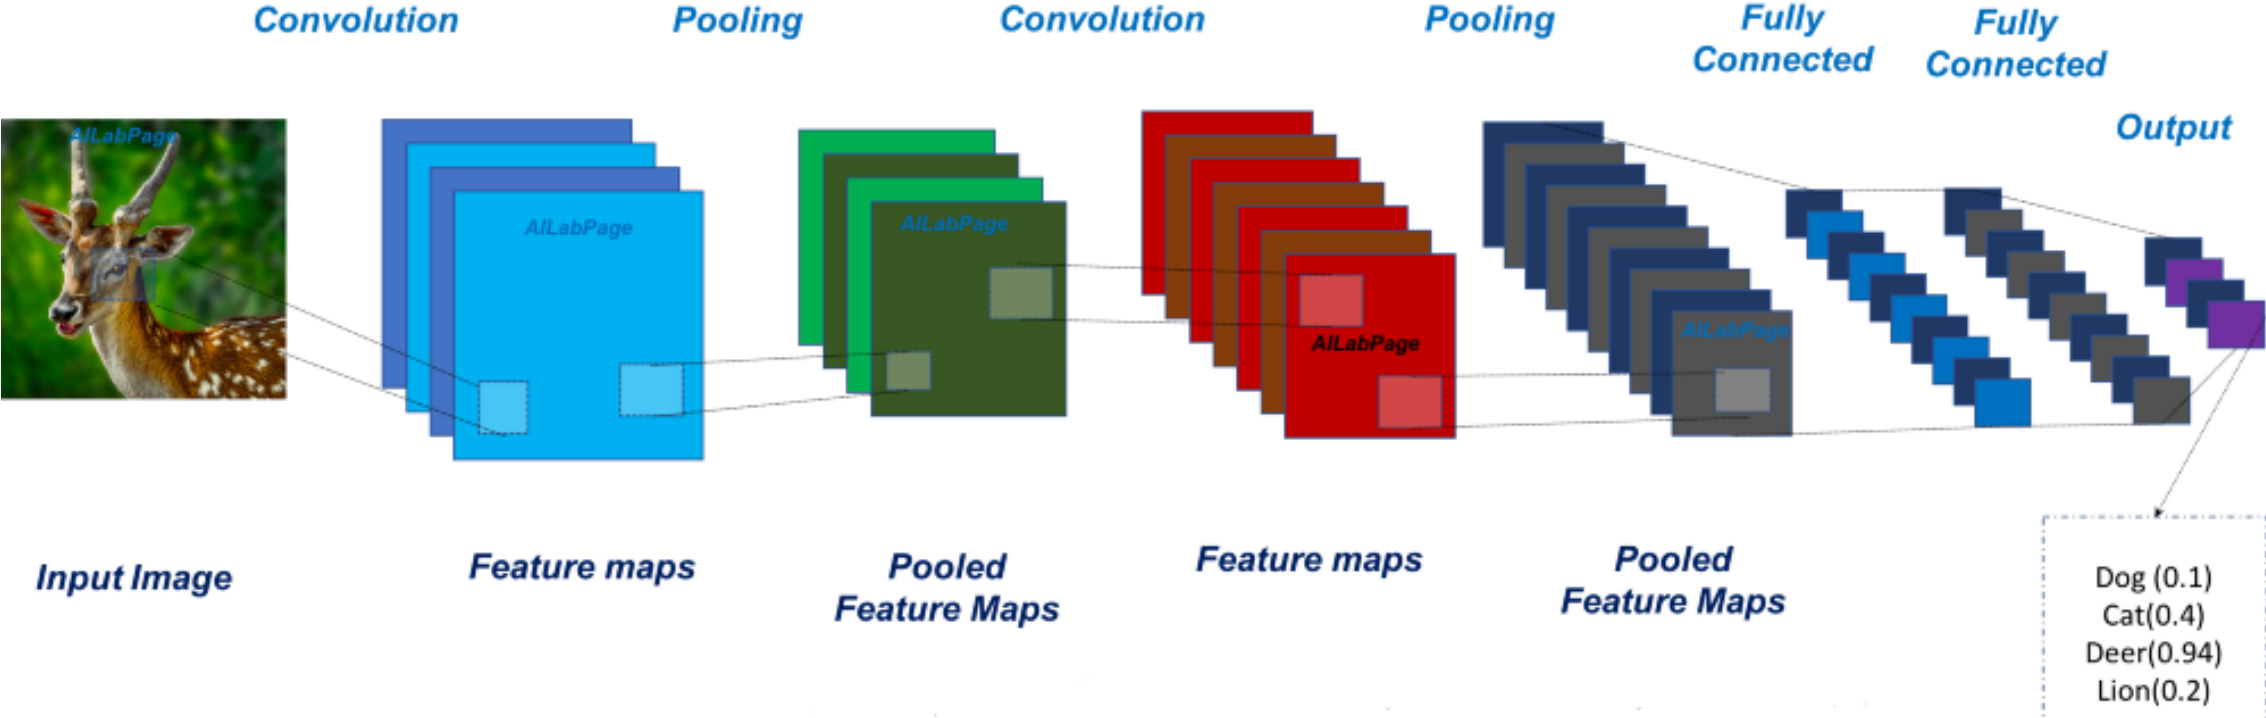 Convolution
Pooling
Convolution
Pooling
Fully
Connected
Fully
Connected
Output
AILabPage
AILabPage
AILabPage
AILabPage
AILabPage
Input Image
Feature maps
Pooled
Feature Maps
Feature maps
Pooled
Feature Maps
Dog (0.1)
Cat(0.4)
Deer(0.94)
Lion(0.2)